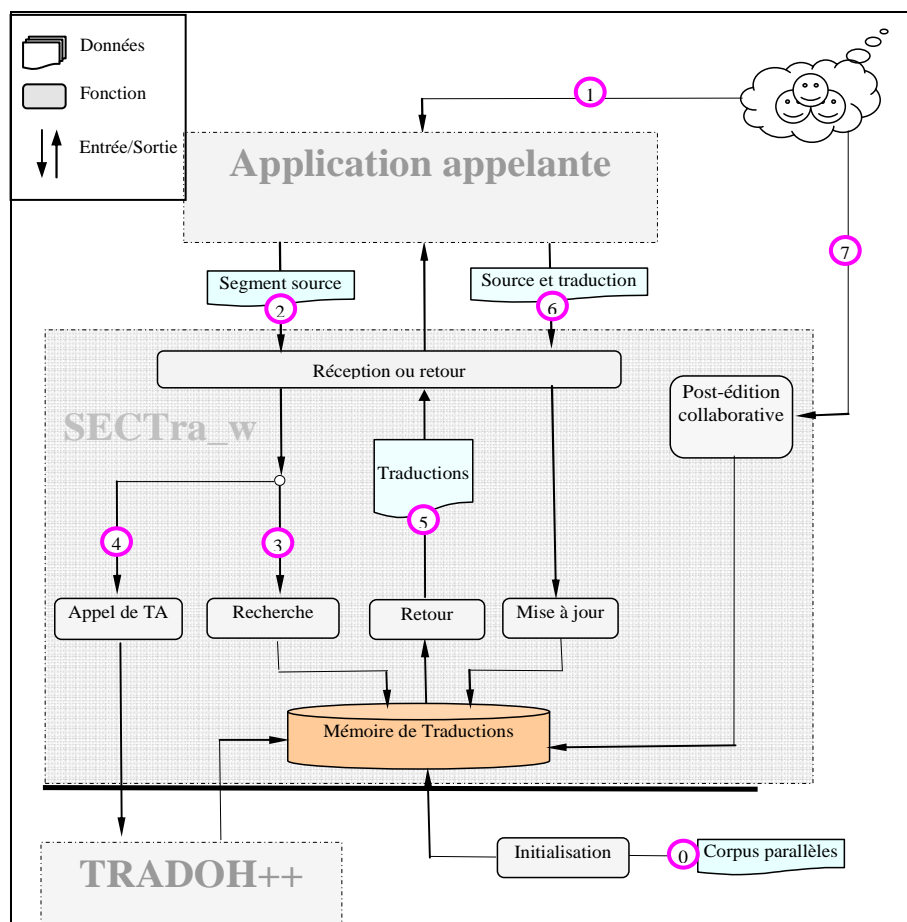 Données
Fonction
Entrée/Sortie
1
Application appelante
7
Segment source
2
Source et traduction
6
Réception ou retour
Post-édition
collaborative
SECTra_w
Traductions
5
4
3
Appel de TA
Recherche
Retour
Mise à jour
Mémoire de Traductions
TRADOH++
Initialisation
0
Corpus parallèles